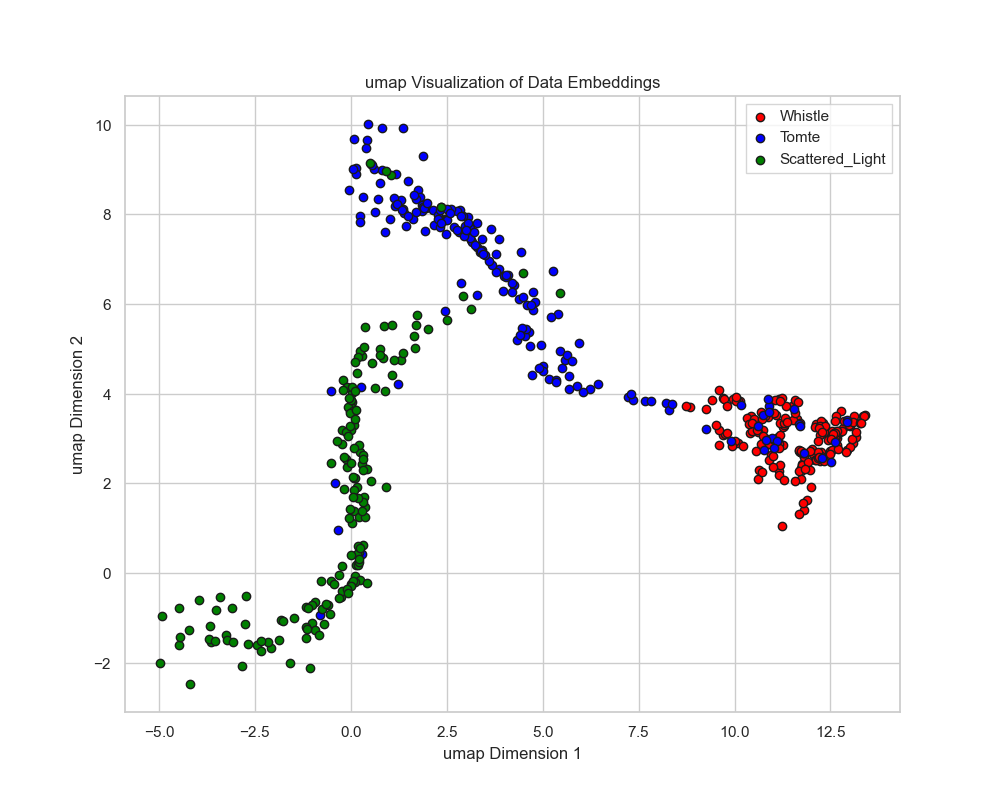 umap Visualization of Data Embeddings
Whistle
Tomte
Scattered_Light
10
8
6
4
2
0
−2
umap Dimension 2
−5.0 −2.5 0.0 2.5 5.0 7.5 10.0 12.5
umap Dimension 1